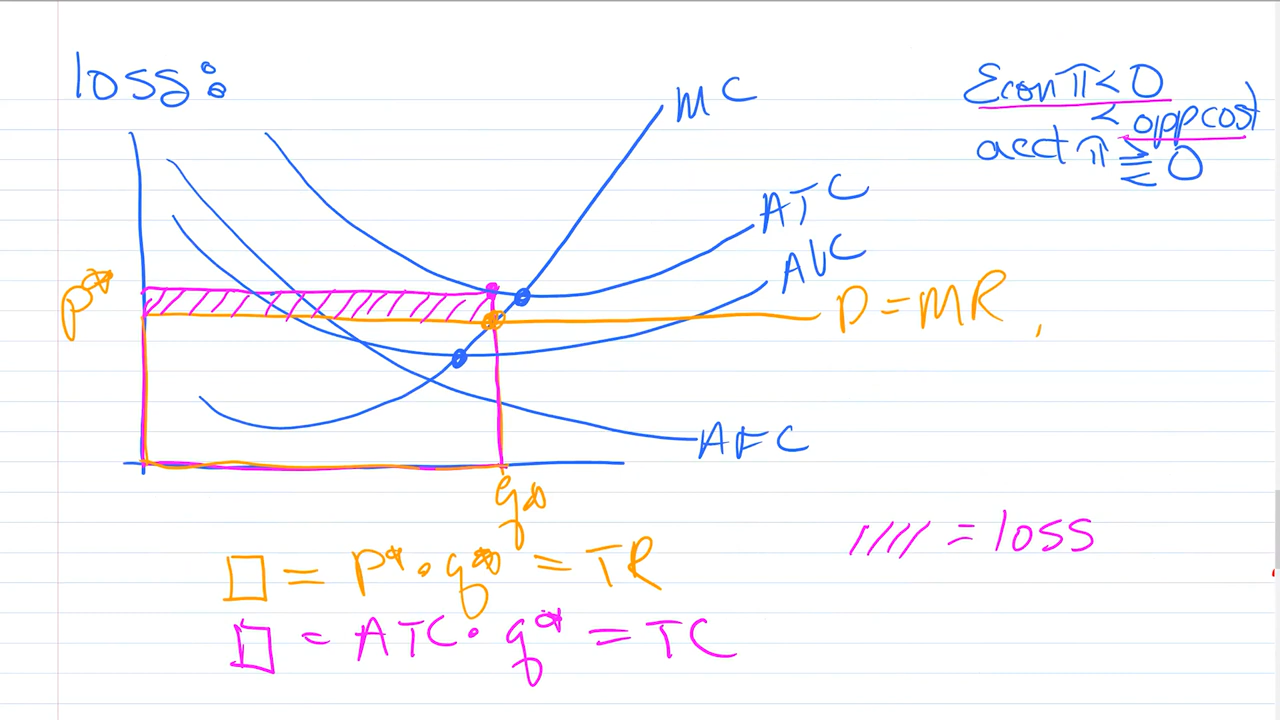 loss:
Econ π < 0
< opp cost
acct π ≥ 0
<
MC
ATC
AVC
P*
D = MR,
AFC
q*
//// = loss
□ = P* · q* = TR
□ = ATC · q* = TC